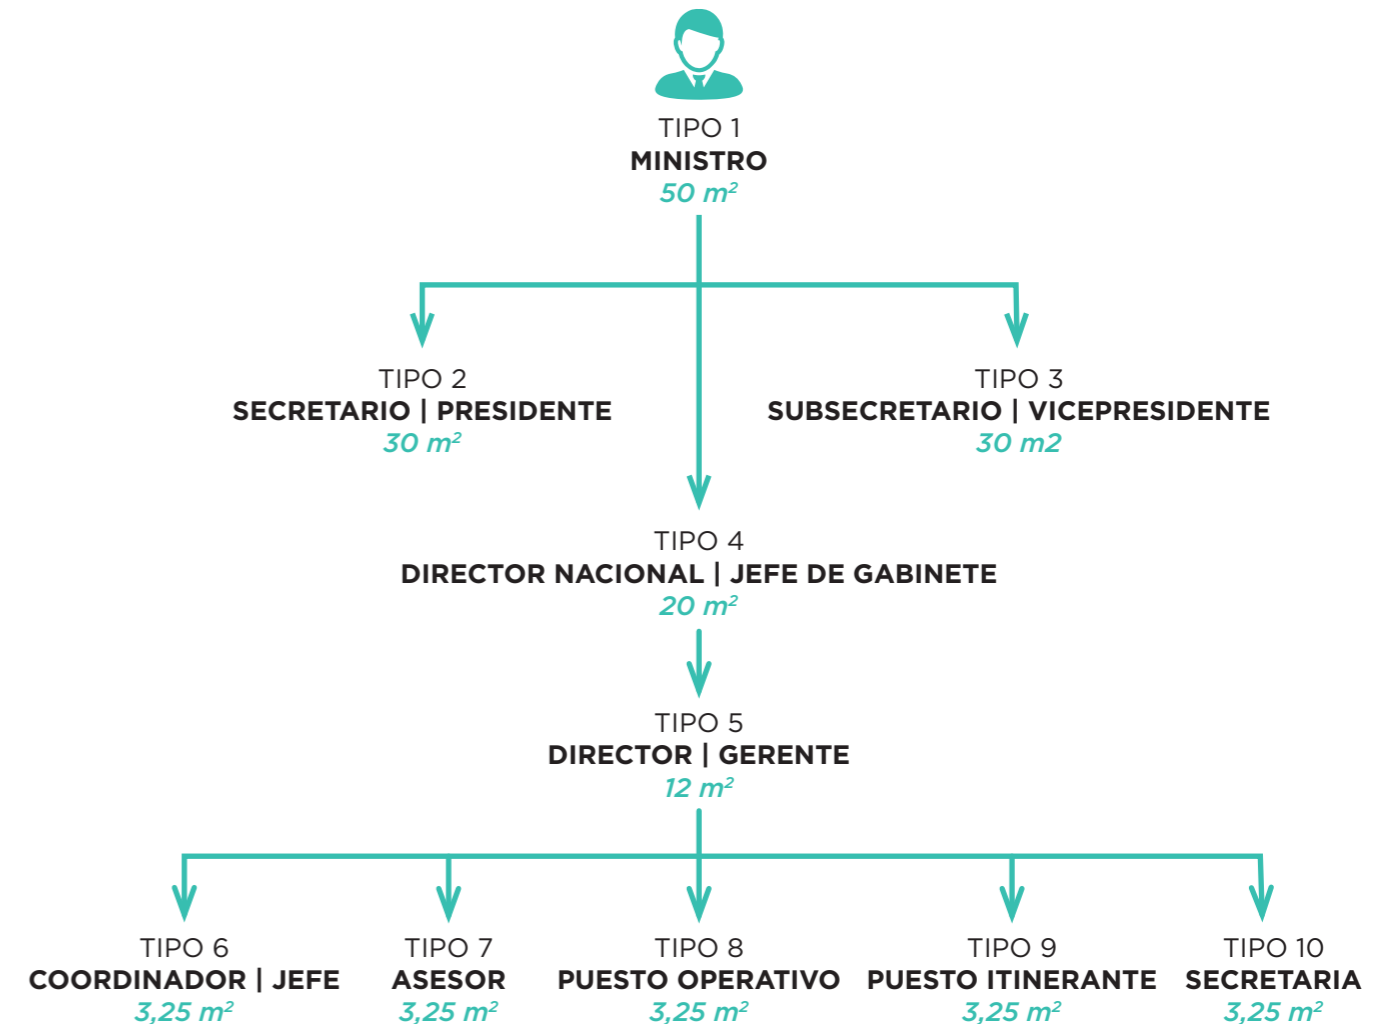 TIPO 1
MINISTRO
50 m²
TIPO 2
SECRETARIO | PRESIDENTE
30 m²
TIPO 3
SUBSECRETARIO | VICEPRESIDENTE
30 m2
TIPO 4
DIRECTOR NACIONAL | JEFE DE GABINETE
20 m²
TIPO 5
DIRECTOR | GERENTE
12 m²
TIPO 6
COORDINADOR | JEFE
3,25 m²
TIPO 7
ASESOR
3,25 m²
TIPO 8
PUESTO OPERATIVO
3,25 m²
TIPO 9
PUESTO ITINERANTE
3,25 m²
TIPO 10
SECRETARIA
3,25 m²